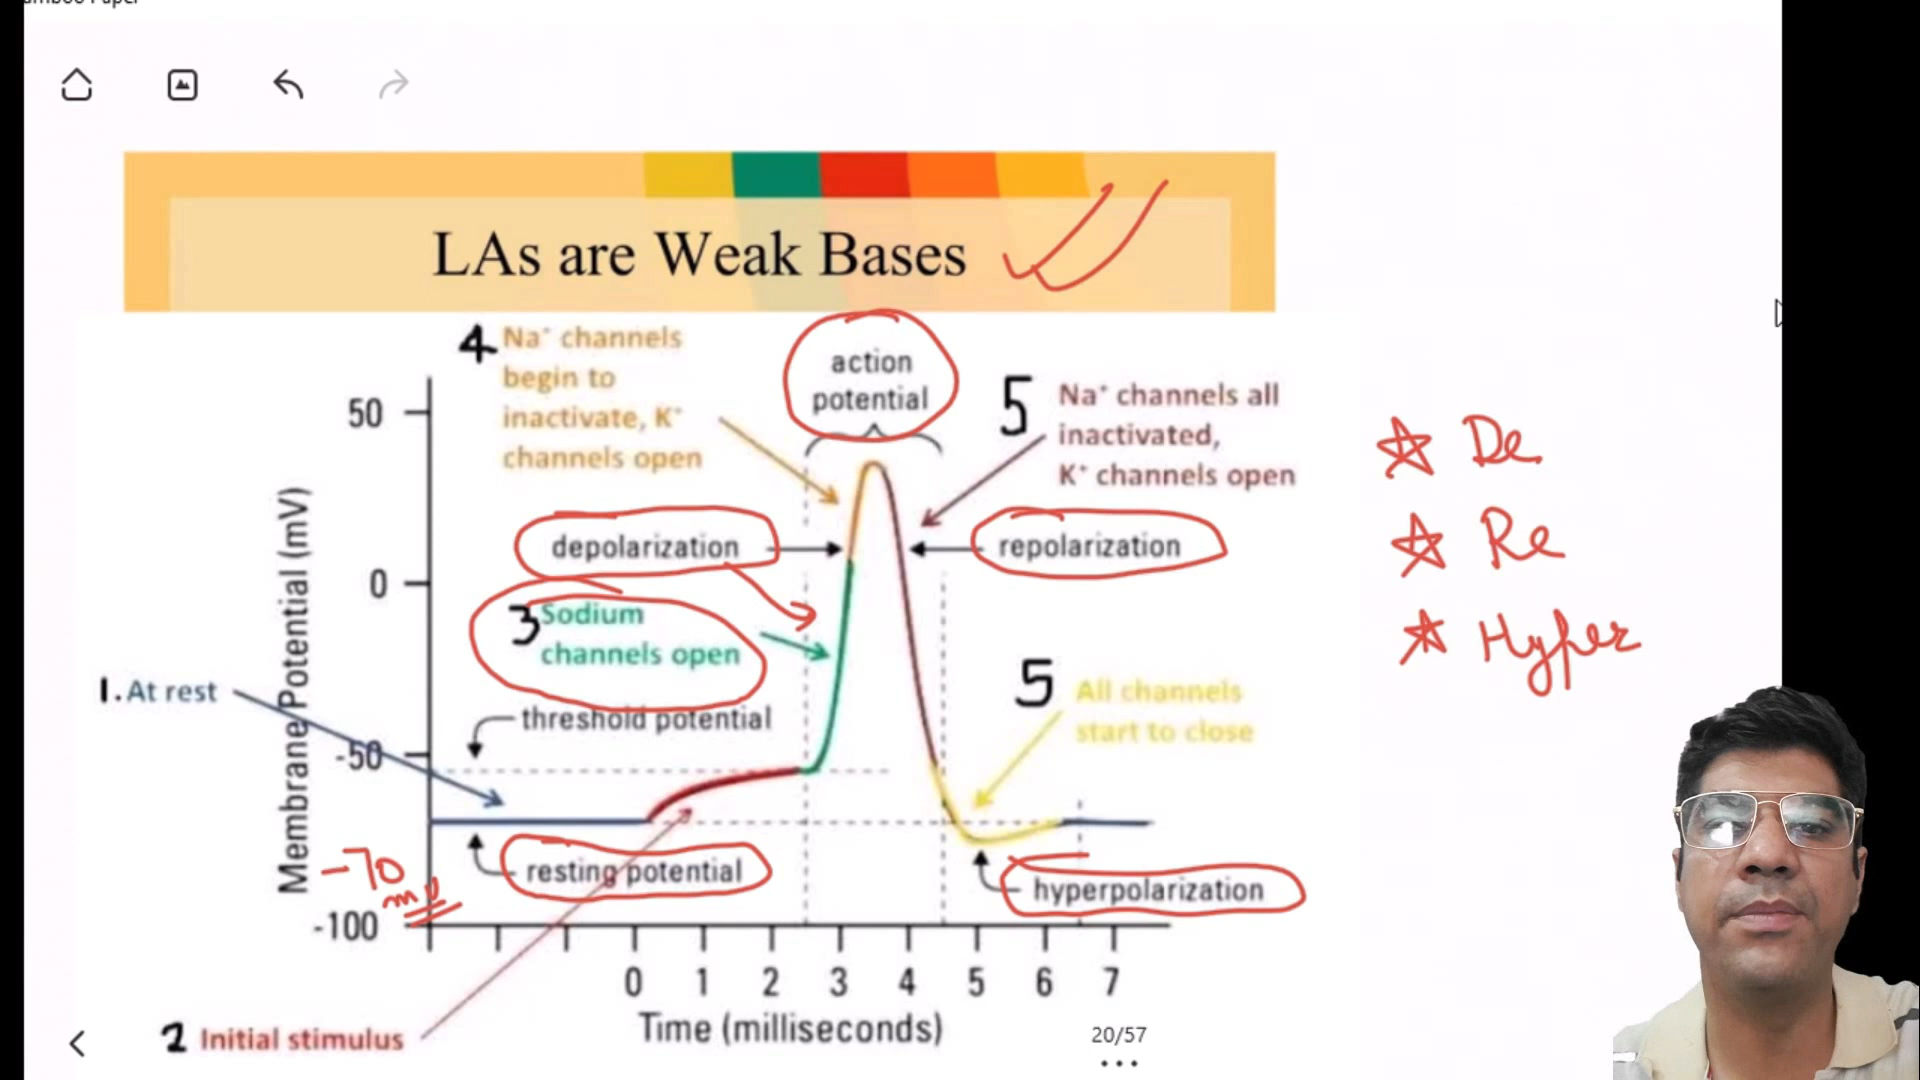 LAs are Weak Bases
4 Na⁺ channels
begin to
inactivate, K⁺
channels open
action
potential
5 Na⁺ channels all
inactivated,
K⁺ channels open
50
0
-50
-100
Membrane Potential (mV)
depolarization
repolarization
3 Sodium
channels open
1. At rest
threshold potential
5 All channels
start to close
-70
mv
resting potential
hyperpolarization
0 1 2 3 4 5 6 7
Time (milliseconds)
2 Initial stimulus
20/57
De
Re
Hyper